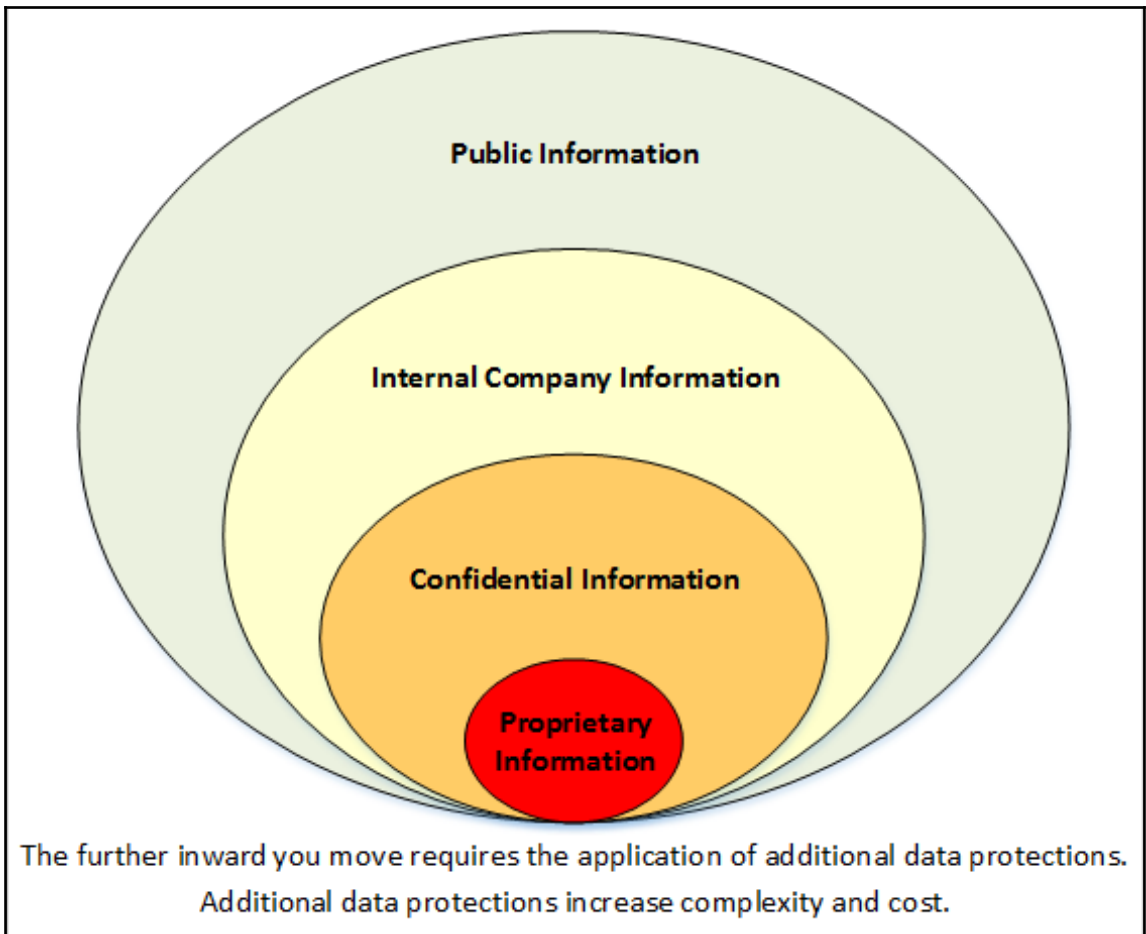 Public Information
Internal Company Information
Confidential Information
Proprietary
Information
The further inward you move requires the application of additional data protections.
Additional data protections increase complexity and cost.